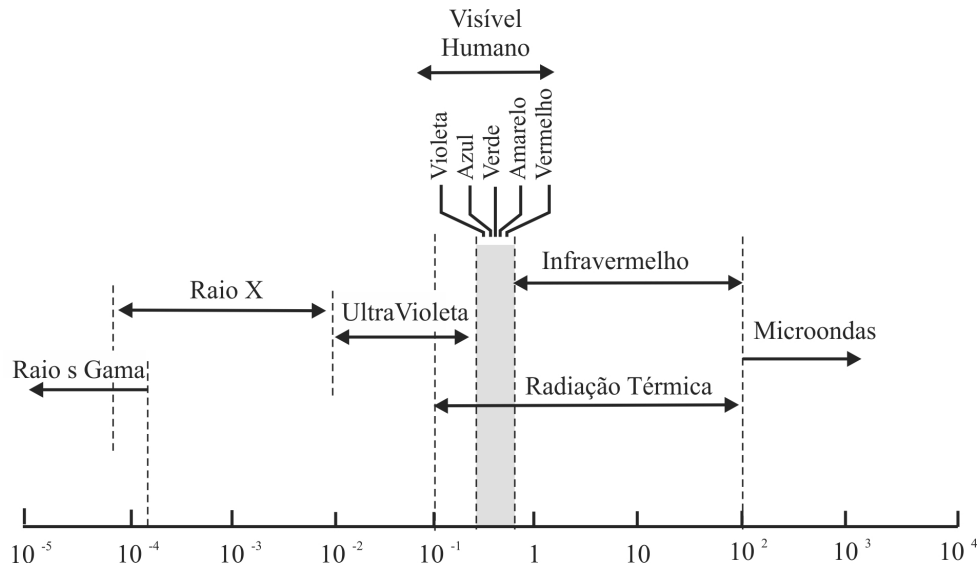 Visível
Humano
Violeta
Azul
Verde
Amarelo
Vermelho
Infravermelho
Raio X
UltraVioleta
Microondas
Raio s Gama
Radiação Térmica
10 -5
10 -4
10 -3
10 -2
10 -1
1
10
10 2
10 3
10 4